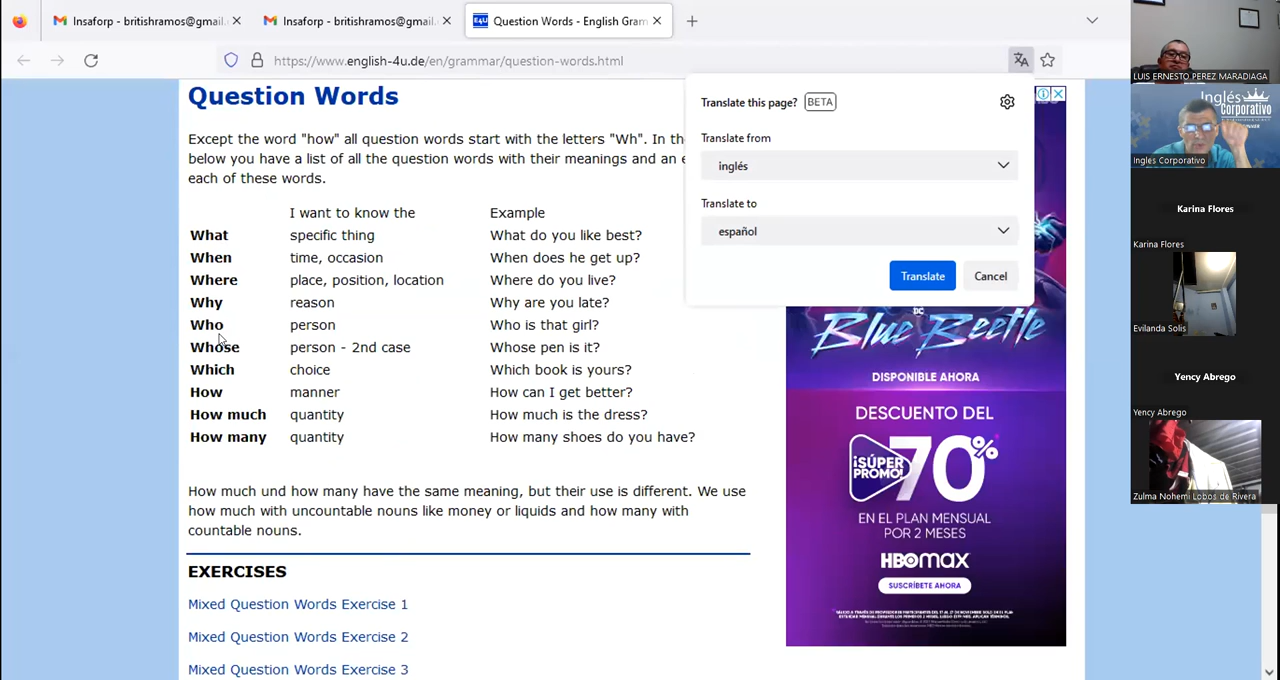 Insaforp - britishramos@gmail.
Insaforp - britishramos@gmail.
E4U Question Words - English Gram
https://www.english-4u.de/en/grammar/question-words.html
Question Words
Except the word "how" all question words start with the letters "Wh". In the
below you have a list of all the question words with their meanings and an e
each of these words.
I want to know the Example
What specific thing What do you like best?
When time, occasion When does he get up?
Where place, position, location Where do you live?
Why reason Why are you late?
Who person Who is that girl?
Whose person - 2nd case Whose pen is it?
Which choice Which book is yours?
How manner How can I get better?
How much quantity How much is the dress?
How many quantity How many shoes do you have?
How much und how many have the same meaning, but their use is different. We use
how much with uncountable nouns like money or liquids and how many with
countable nouns.
EXERCISES
Mixed Question Words Exercise 1
Mixed Question Words Exercise 2
Mixed Question Words Exercise 3
Translate this page? BETA
Translate from
inglés
Translate to
español
Translate Cancel
DC
Blue Beetle
DISPONIBLE AHORA
DESCUENTO DEL
¡SÚPER
PROMO!
70%
EN EL PLAN MENSUAL
POR 2 MESES
HBOMAX
SUSCRÍBETE AHORA
LUIS ERNESTO PEREZ MARADIAGA
Inglés
Corporativo
Ingles Corporativo
Karina Flores
Karina Flores
Evilanda Solis
Yency Abrego
Yency Abrego
Zulma Nohemi Lobos de Rivera